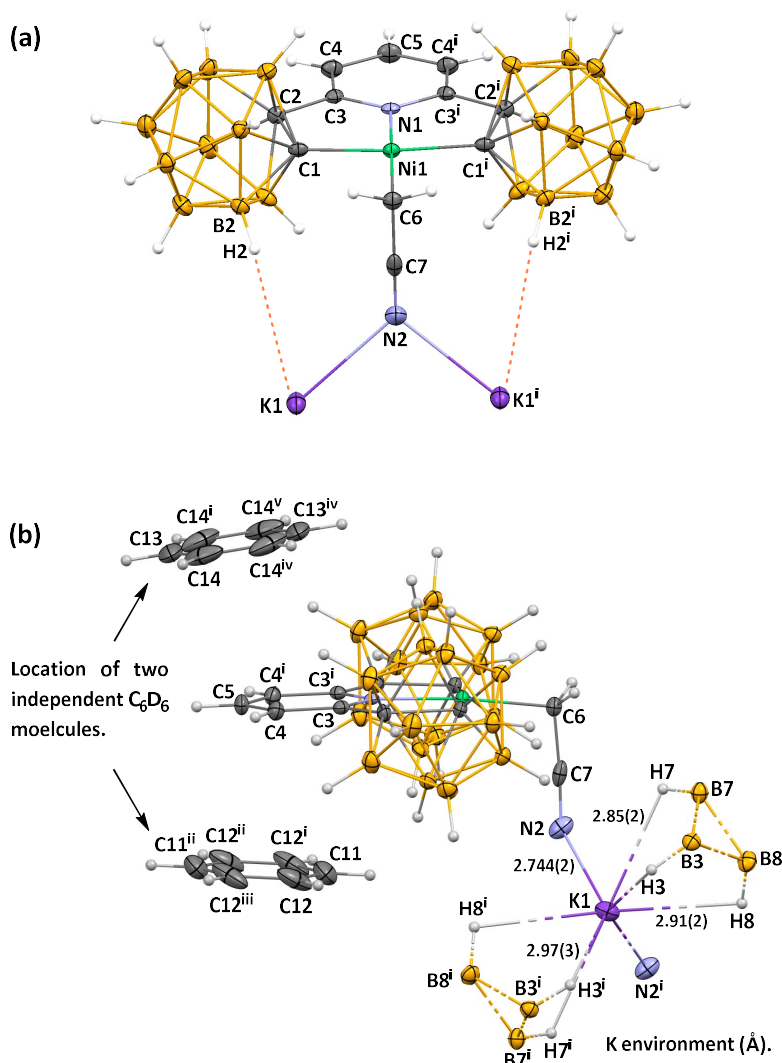 (a)
C4 C5 C4ⁱ
C2 C2ⁱ
C3 N1 C3ⁱ
C1 Ni1 C1ⁱ
B2 C6 B2ⁱ
H2 H2ⁱ
C7
N2
K1 K1ⁱ
(b)
C14ⁱ C14ᵛ C13ⁱᵛ
C13
C14 C14ⁱᵛ
Location of two
independent C₆D₆
moelcules.
C4ⁱ C3ⁱ
C5
C4 C3
C6
C7
H7 B7
N2 2.85(2)
B3 B8
2.744(2)
H3
K1
H8
2.91(2)
C11ⁱⁱ C12ⁱⁱ C12ⁱ C11
C12ⁱⁱⁱ C12
H8ⁱ
2.97(3)
B8ⁱ B3ⁱ H3ⁱ N2ⁱ
B7ⁱ H7ⁱ
K environment (Å).